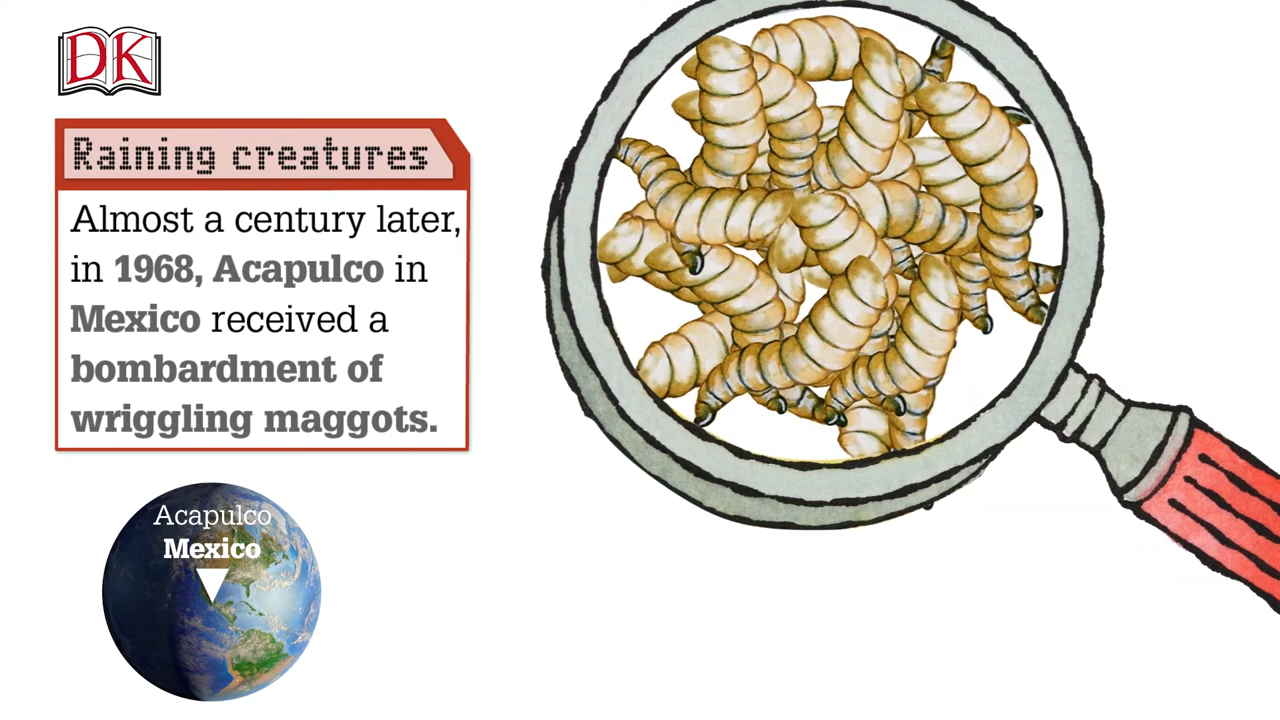 DK
Raining creatures
Almost a century later,
in 1968, Acapulco in
Mexico received a
bombardment of
wriggling maggots.
Acapulco
Mexico